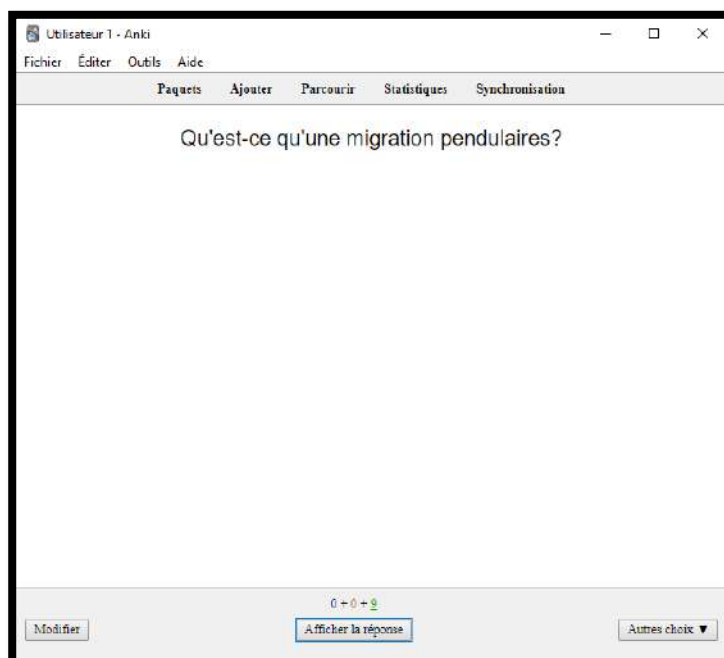 Utilisateur 1 - Anki
Fichier Éditer Outils Aide
Paquets Ajouter Parcourir Statistiques Synchronisation
Qu'est-ce qu'une migration pendulaires?
0 + 0 + 9
Modifier Afficher la réponse Autres choix ▼